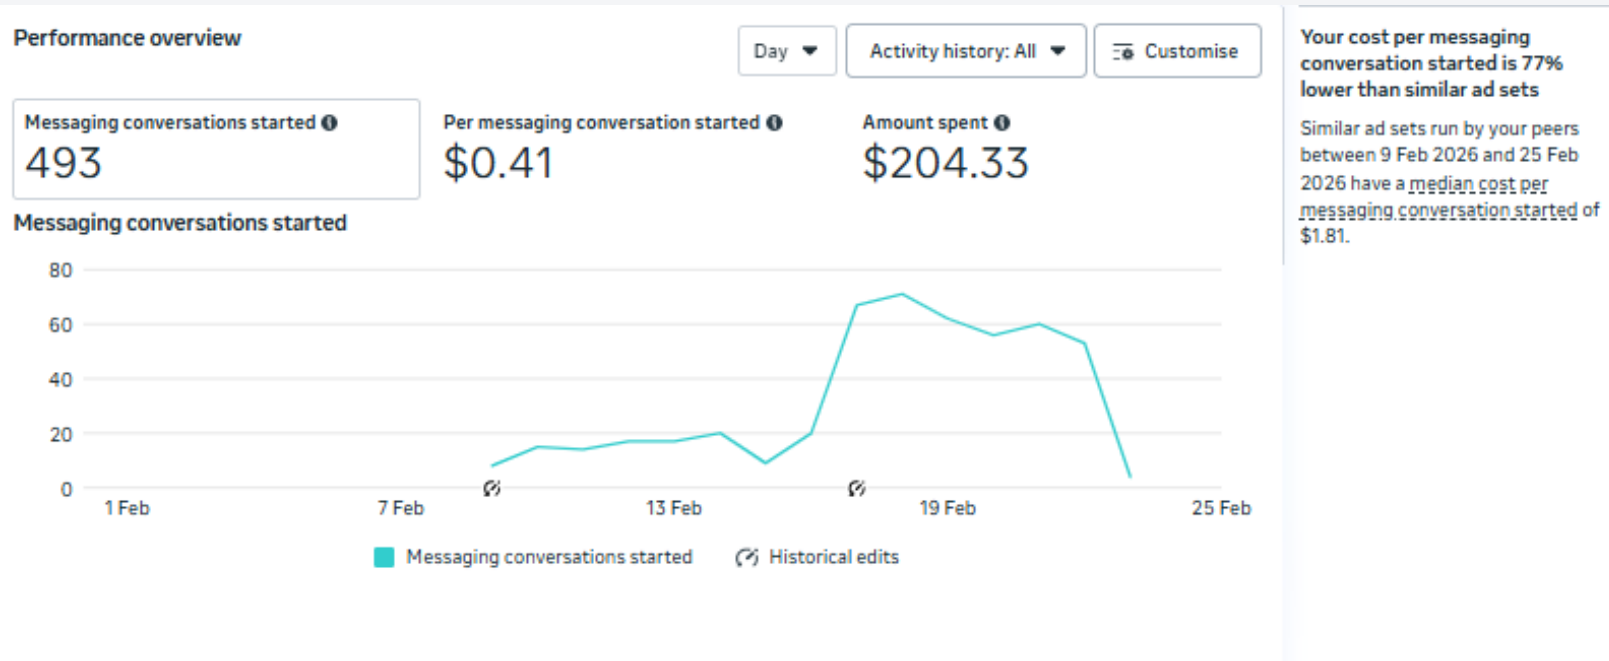 Performance overview
Day
Activity history: All
Customise
Messaging conversations started
493
Per messaging conversation started
$0.41
Amount spent
$204.33
Messaging conversations started
80
60
40
20
0
1 Feb
7 Feb
13 Feb
19 Feb
25 Feb
Messaging conversations started
Historical edits
Your cost per messaging
conversation started is 77%
lower than similar ad sets
Similar ad sets run by your peers
between 9 Feb 2026 and 25 Feb
2026 have a median cost per
messaging conversation started of
$1.81.